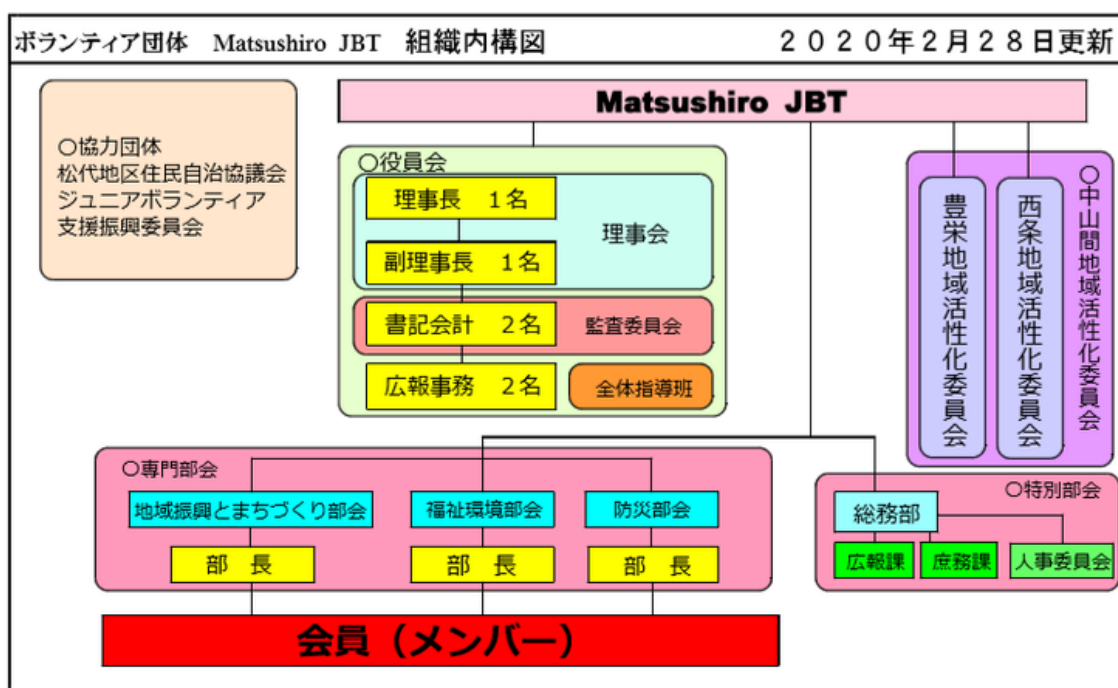 ボランティア団体 Matsushiro JBT 組織内構図
２０２０年２月２８日更新
Matsushiro JBT
〇協力団体
松代地区住民自治協議会
ジュニアボランティア
支援振興委員会
〇役員会
理事長 １名
副理事長 １名
理事会
書記会計 ２名
監査委員会
広報事務 ２名
全体指導班
〇中山間地域活性化委員会
西条地域活性化委員会
豊栄地域活性化委員会
〇専門部会
地域振興とまちづくり部会
福祉環境部会
防災部会
部 長
部 長
部 長
〇特別部会
総務部
広報課
庶務課
人事委員会
会員（メンバー）